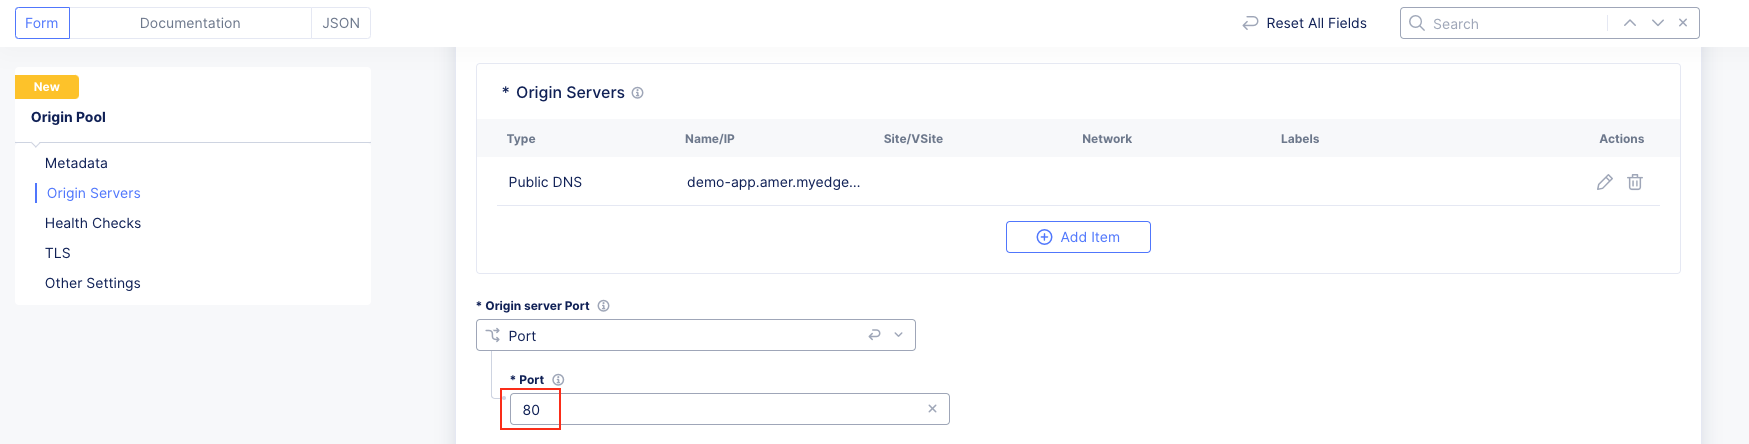 Form Documentation JSON
Reset All Fields
Search
New
Origin Pool
Metadata
Origin Servers
Health Checks
TLS
Other Settings
* Origin Servers
Type Name/IP Site/VSite Network Labels Actions
Public DNS demo-app.amer.myedge...
Add Item
* Origin server Port
Port
* Port
80